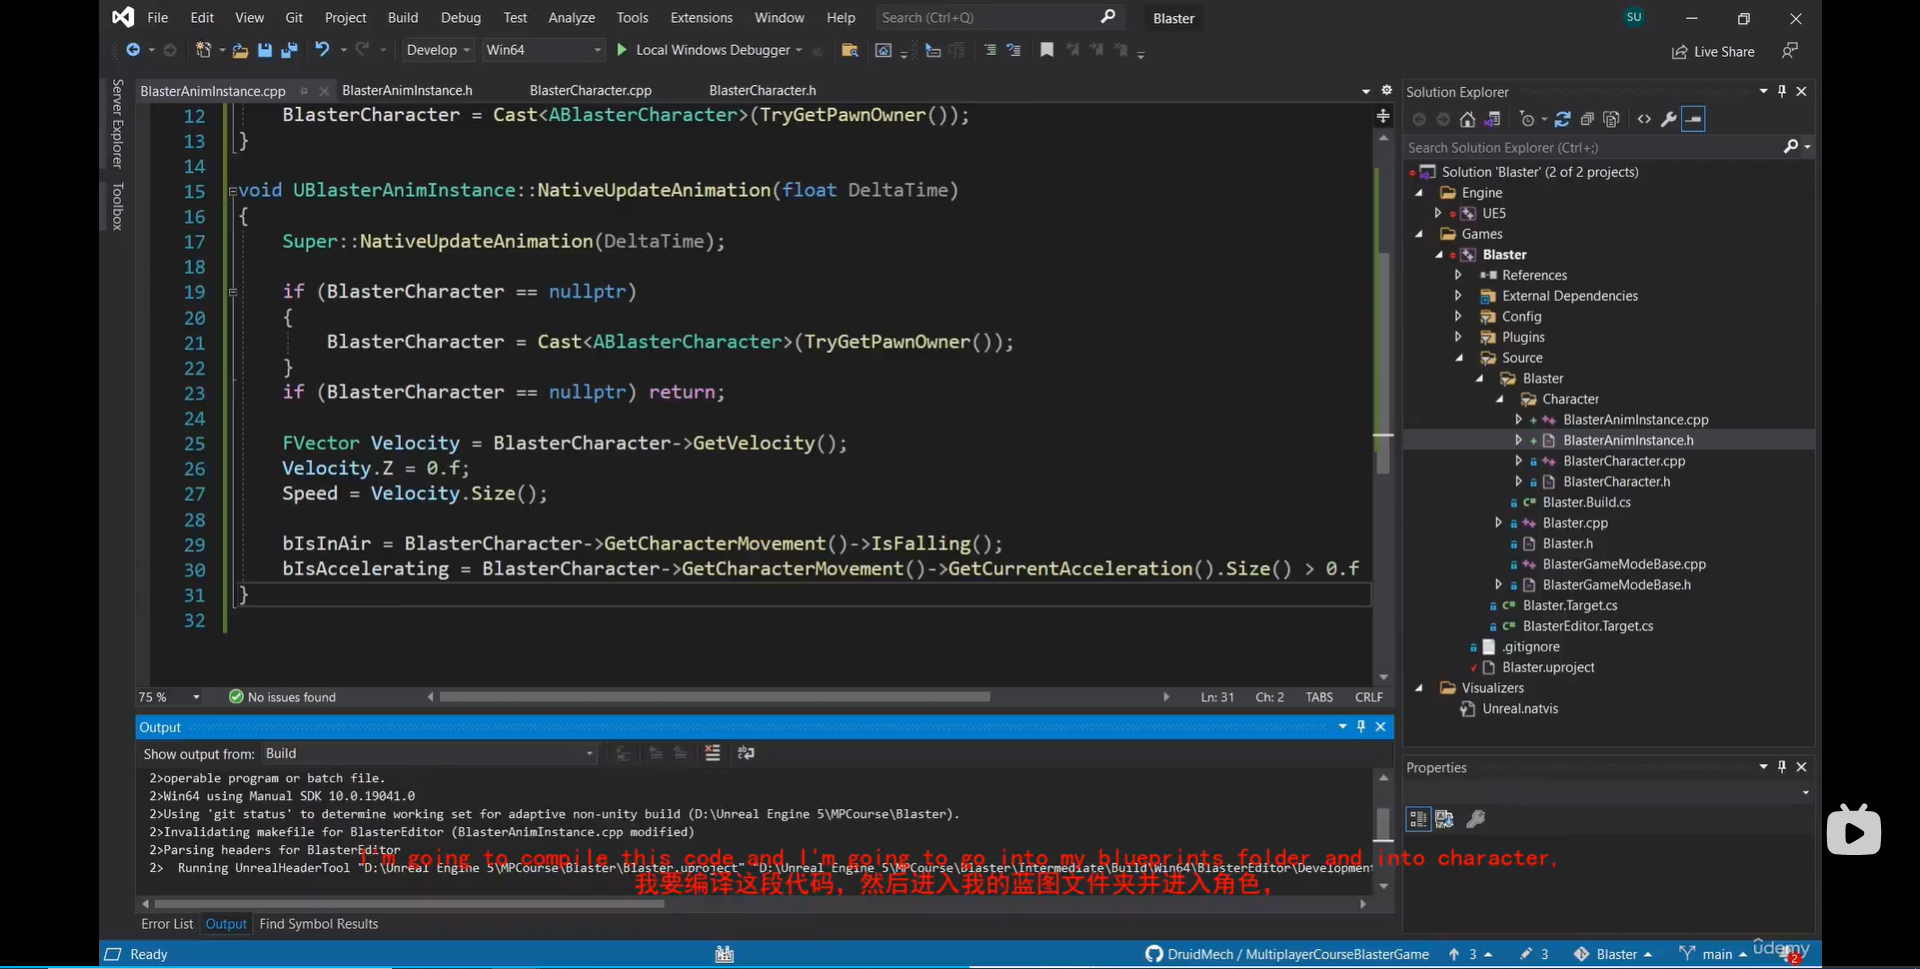 File Edit View Git Project Build Debug Test Analyze Tools Extensions Window Help Search (Ctrl+Q) Blaster SU
Develop Win64 Local Windows Debugger Live Share
Server Explorer
Toolbox
BlasterAnimInstance.cpp BlasterAnimInstance.h BlasterCharacter.cpp BlasterCharacter.h
12 BlasterCharacter = Cast<ABlasterCharacter>(TryGetPawnOwner());
13 }
14
15 void UBlasterAnimInstance::NativeUpdateAnimation(float DeltaTime)
16 {
17 Super::NativeUpdateAnimation(DeltaTime);
18
19 if (BlasterCharacter == nullptr)
20 {
21 BlasterCharacter = Cast<ABlasterCharacter>(TryGetPawnOwner());
22 }
23 if (BlasterCharacter == nullptr) return;
24
25 FVector Velocity = BlasterCharacter->GetVelocity();
26 Velocity.Z = 0.f;
27 Speed = Velocity.Size();
28
29 bIsInAir = BlasterCharacter->GetCharacterMovement()->IsFalling();
30 bIsAccelerating = BlasterCharacter->GetCharacterMovement()->GetCurrentAcceleration().Size() > 0.f
31 }
32
75 % No issues found Ln: 31 Ch: 2 TABS CRLF
Output
Show output from: Build
2>operable program or batch file.
2>Win64 using Manual SDK 10.0.19041.0
2>Using 'git status' to determine working set for adaptive non-unity build (D:\Unreal Engine 5\MPCourse\Blaster).
2>Invalidating makefile for BlasterEditor (BlasterAnimInstance.cpp modified)
2>Parsing headers for BlasterEditor
2> Running UnrealHeaderTool "D:\Unreal Engine 5\MPCourse\Blaster\Blaster.uproject" "D:\Unreal Engine 5\MPCourse\Blaster\Intermediate\Build\Win64\BlasterEditor\Development
I'm going to compile this code and I'm going to go into my blueprints folder and into character,
我要编译这段代码，然后进入我的蓝图文件夹并进入角色，
Error List Output Find Symbol Results
Solution Explorer
Search Solution Explorer (Ctrl+;)
Solution 'Blaster' (2 of 2 projects)
Engine
UE5
Games
Blaster
References
External Dependencies
Config
Plugins
Source
Blaster
Character
BlasterAnimInstance.cpp
BlasterAnimInstance.h
BlasterCharacter.cpp
BlasterCharacter.h
Blaster.Build.cs
Blaster.cpp
Blaster.h
BlasterGameModeBase.cpp
BlasterGameModeBase.h
Blaster.Target.cs
BlasterEditor.Target.cs
.gitignore
Blaster.uproject
Visualizers
Unreal.natvis
Properties
Ready DruidMech / MultiplayerCourseBlasterGame 3 3 Blaster main 2
udemy